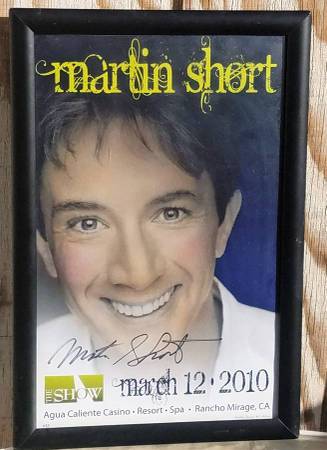 martin short
Martin Short
THE SHOW
march 12 • 2010
Agua Caliente Casino • Resort • Spa • Rancho Mirage, CA